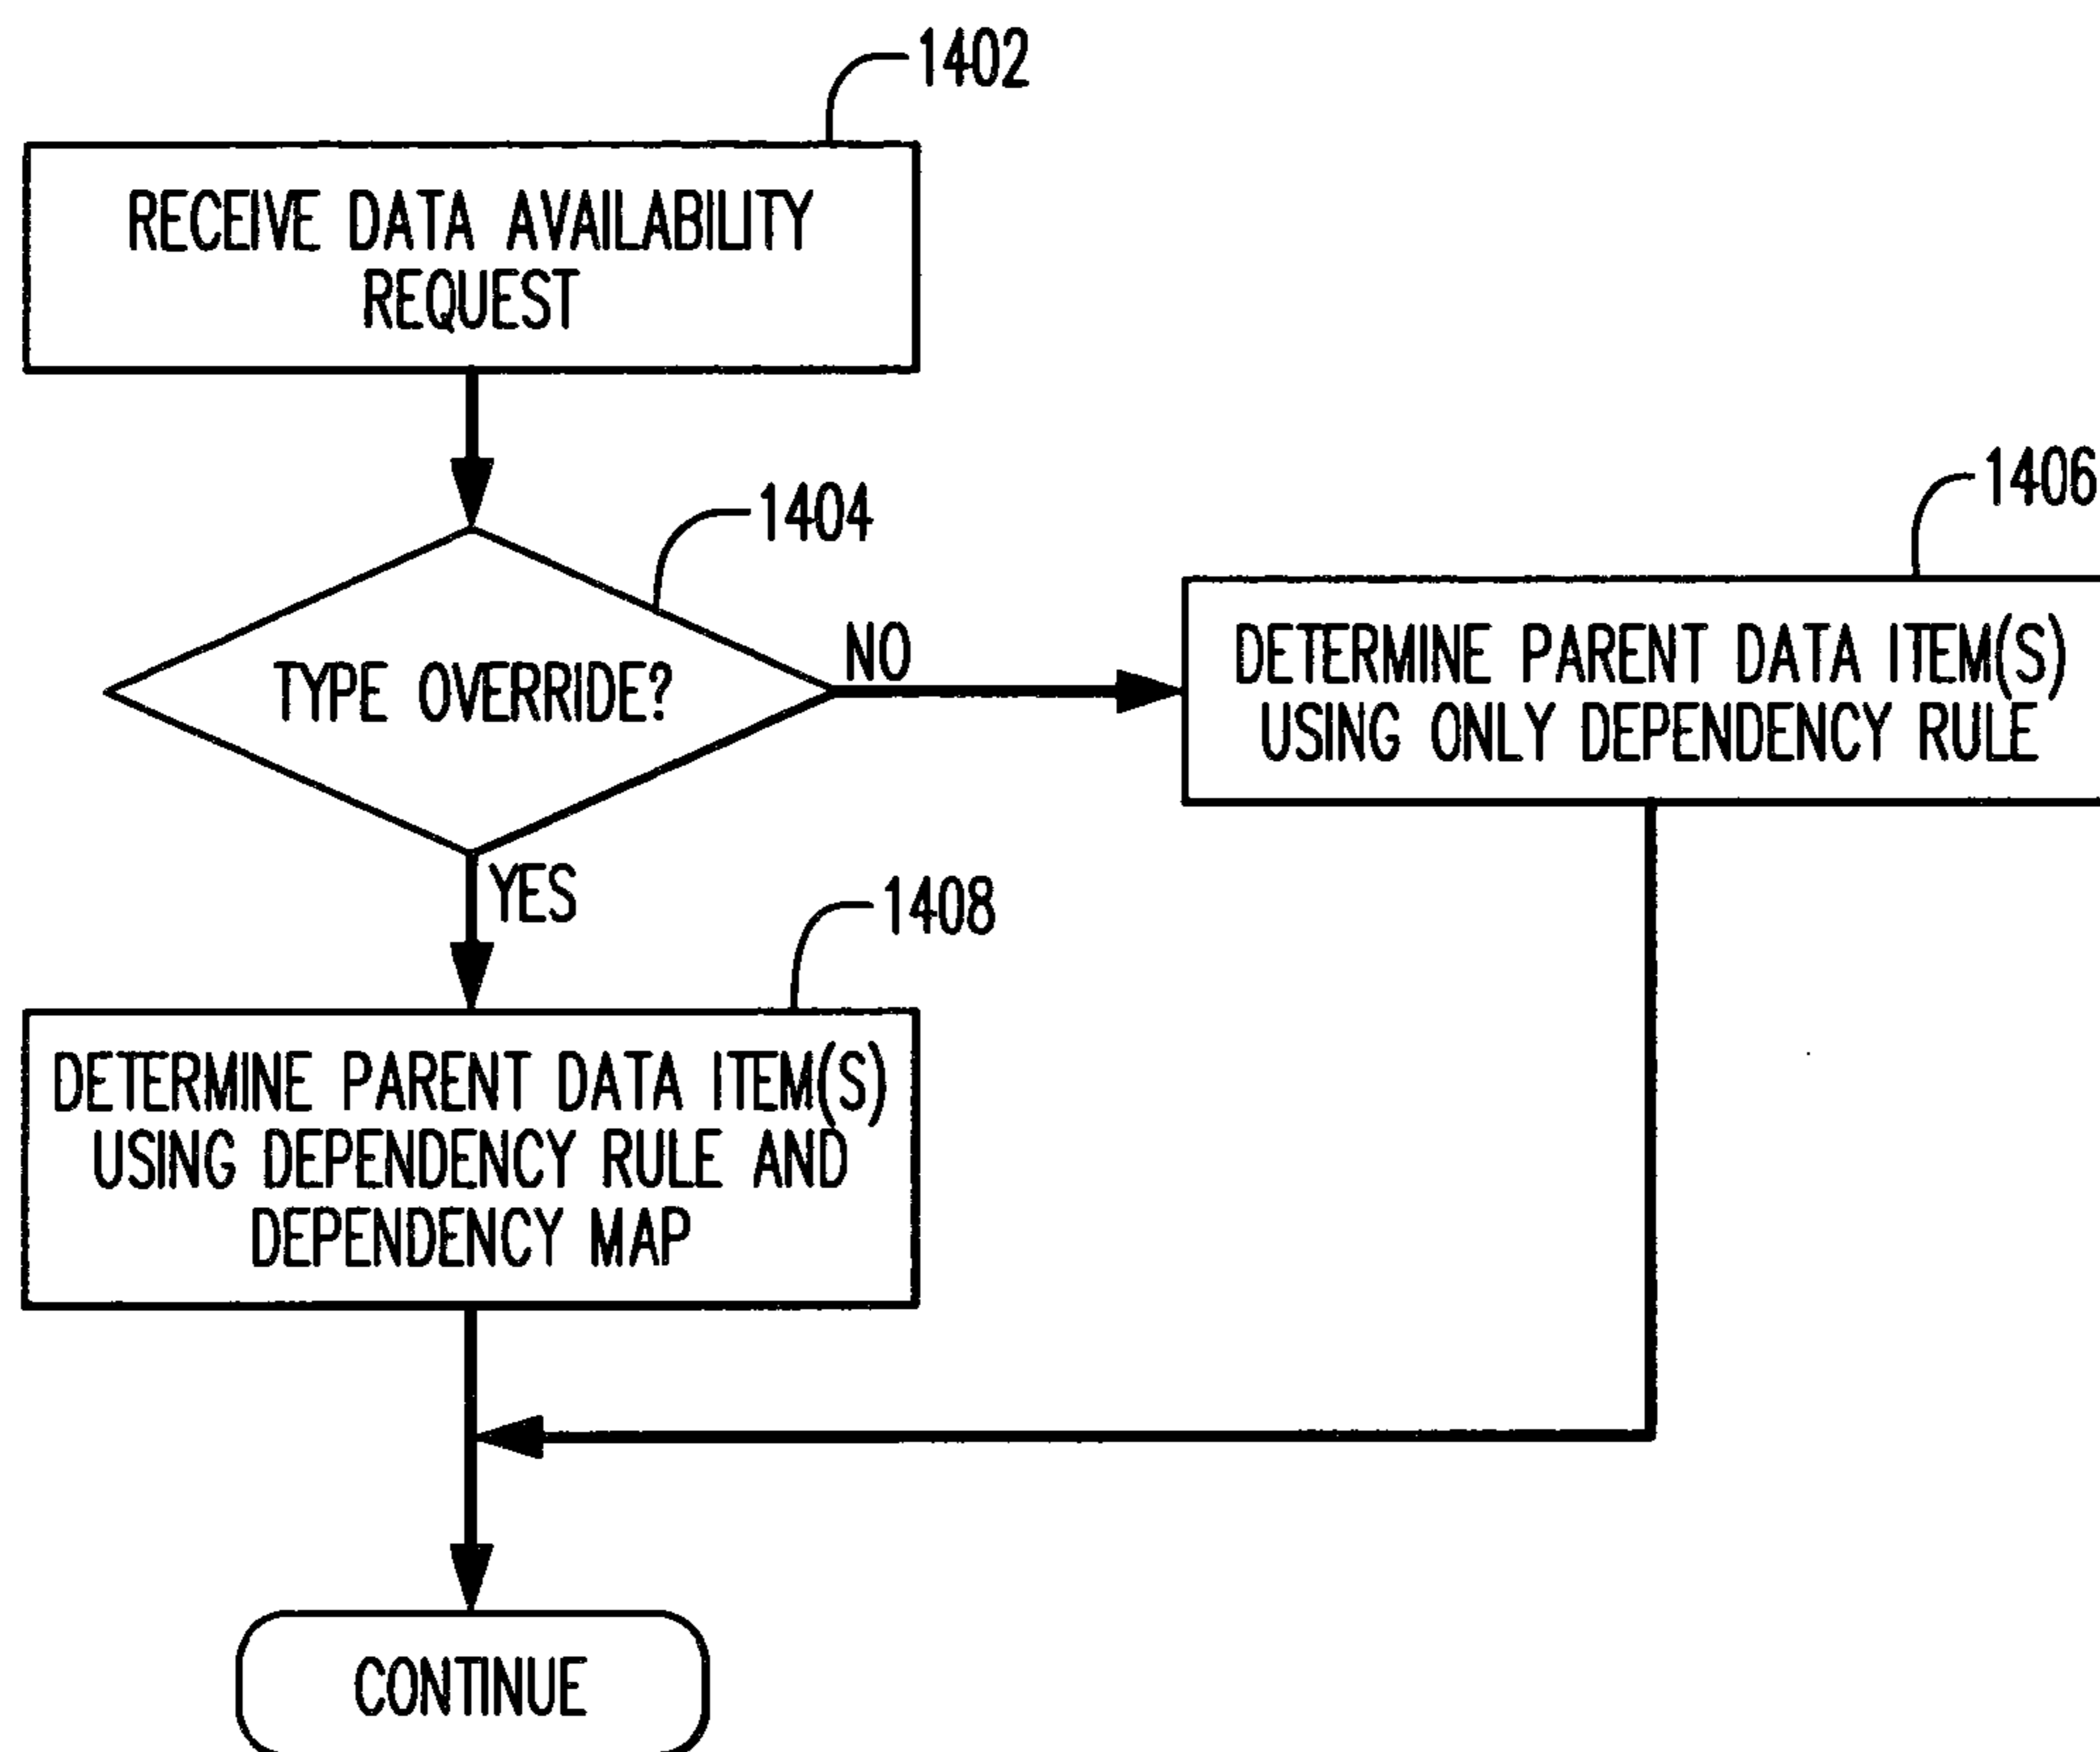 1402
RECEIVE DATA AVAILABILITY
REQUEST
1404
TYPE OVERRIDE?
NO
1406
DETERMINE PARENT DATA ITEM(S)
USING ONLY DEPENDENCY RULE
YES
1408
DETERMINE PARENT DATA ITEM(S)
USING DEPENDENCY RULE AND
DEPENDENCY MAP
CONTINUE